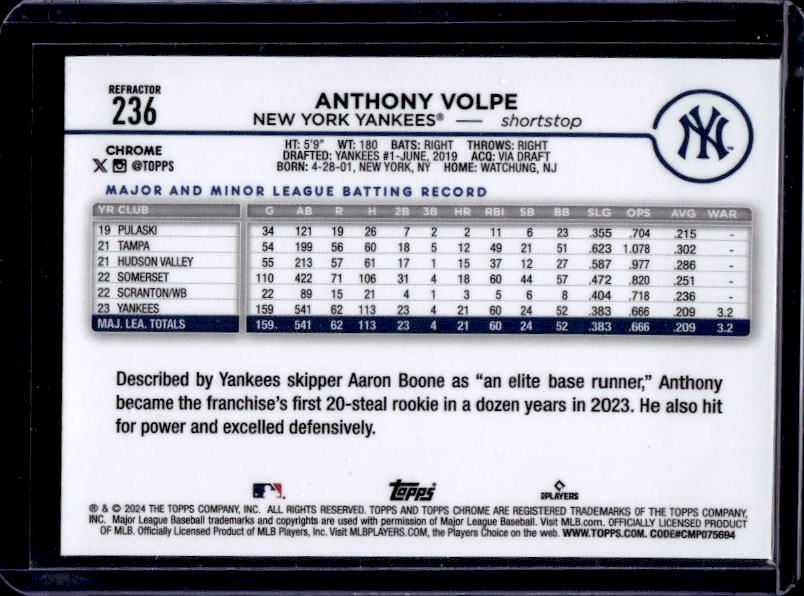 REFRACTOR
236
ANTHONY VOLPE
NEW YORK YANKEES® — shortstop
NY
CHROME
X @TOPPS
HT: 5'9" WT: 180 BATS: RIGHT THROWS: RIGHT
DRAFTED: YANKEES #1-JUNE, 2019 ACQ: VIA DRAFT
BORN: 4-28-01, NEW YORK, NY HOME: WATCHUNG, NJ
MAJOR AND MINOR LEAGUE BATTING RECORD
YR CLUB G AB R H 2B 3B HR RBI SB BB SLG OPS AVG WAR
19 PULASKI 34 121 19 26 7 2 2 11 6 23 .355 .704 .215 -
21 TAMPA 54 199 56 60 18 5 12 49 21 51 .623 1.078 .302 -
21 HUDSON VALLEY 55 213 57 61 17 1 15 37 12 27 .587 .977 .286 -
22 SOMERSET 110 422 71 106 31 4 18 60 44 57 .472 .820 .251 -
22 SCRANTON/WB 22 89 15 21 4 1 3 5 6 8 .404 .718 .236 -
23 YANKEES 159 541 62 113 23 4 21 60 24 52 .383 .666 .209 3.2
MAJ. LEA. TOTALS 159 541 62 113 23 4 21 60 24 52 .383 .666 .209 3.2
Described by Yankees skipper Aaron Boone as “an elite base runner,” Anthony
became the franchise's first 20-steal rookie in a dozen years in 2023. He also hit
for power and excelled defensively.
Topps
PLAYERS
® & © 2024 THE TOPPS COMPANY, INC. ALL RIGHTS RESERVED. TOPPS AND TOPPS CHROME ARE REGISTERED TRADEMARKS OF THE TOPPS COMPANY,
INC. Major League Baseball trademarks and copyrights are used with permission of Major League Baseball. Visit MLB.com. OFFICIALLY LICENSED PRODUCT
OF MLB. Officially Licensed Product of MLB Players, Inc. Visit MLBPLAYERS.COM, the Players Choice on the web. WWW.TOPPS.COM. CODE#CMP075694